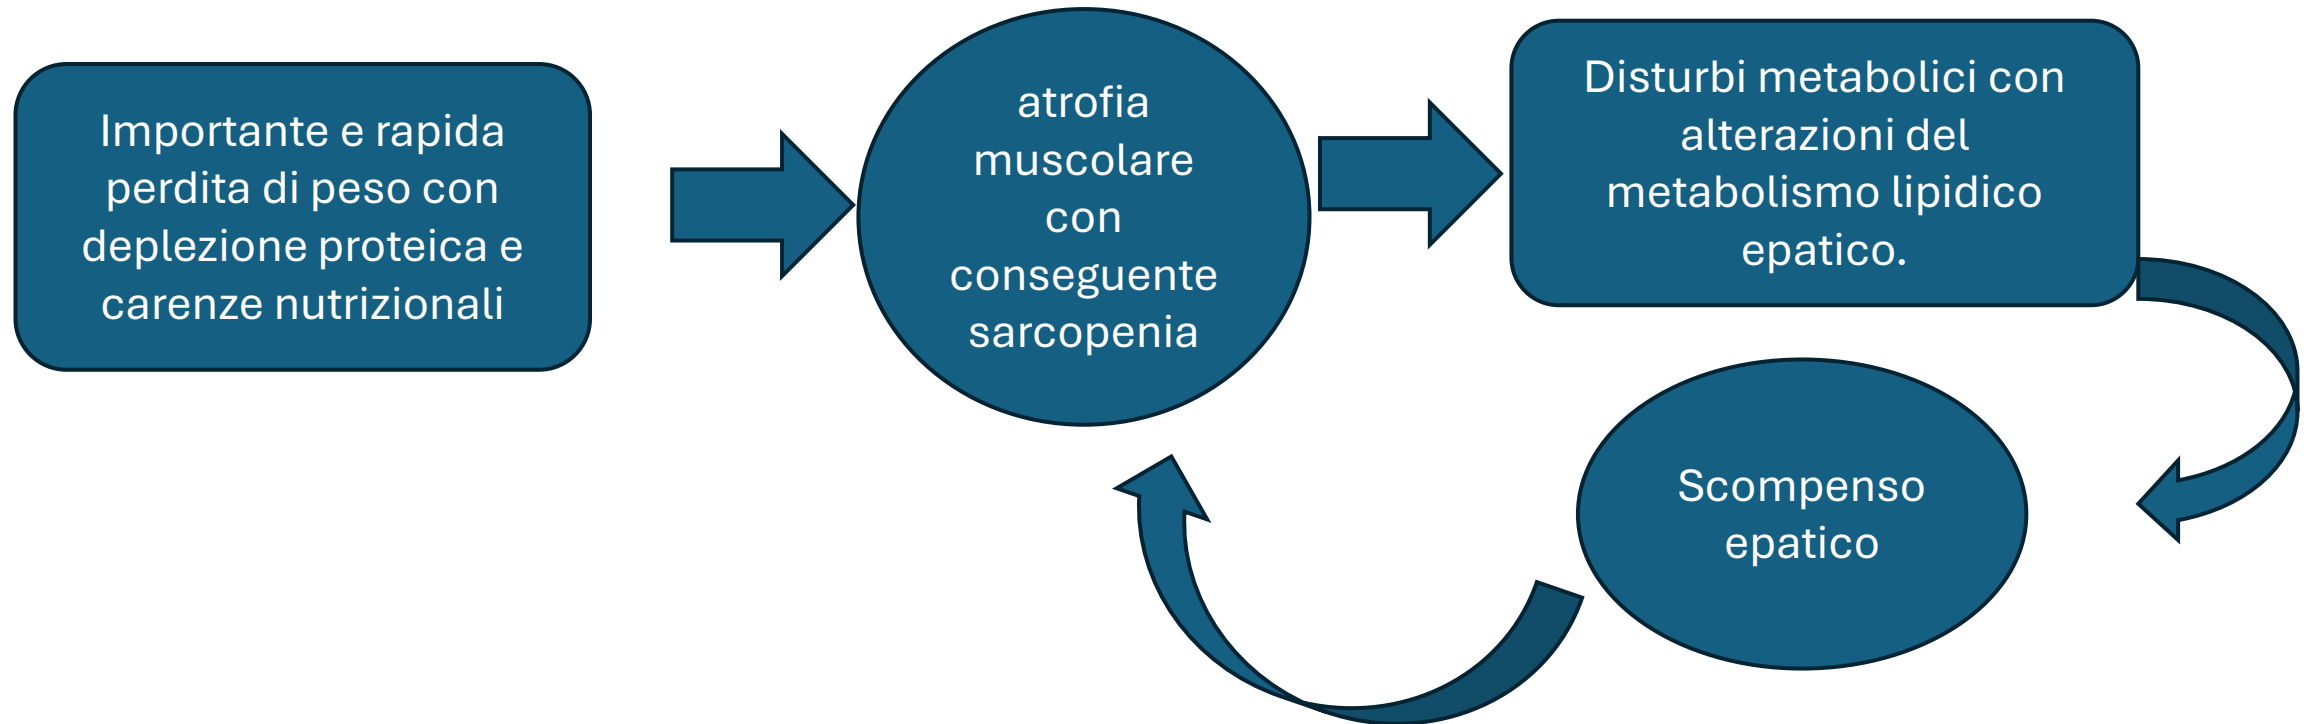 Importante e rapida
perdita di peso con
deplezione proteica e
carenze nutrizionali
atrofia
muscolare
con
conseguente
sarcopenia
Disturbi metabolici con
alterazioni del
metabolismo lipidico
epatico.
Scompenso
epatico